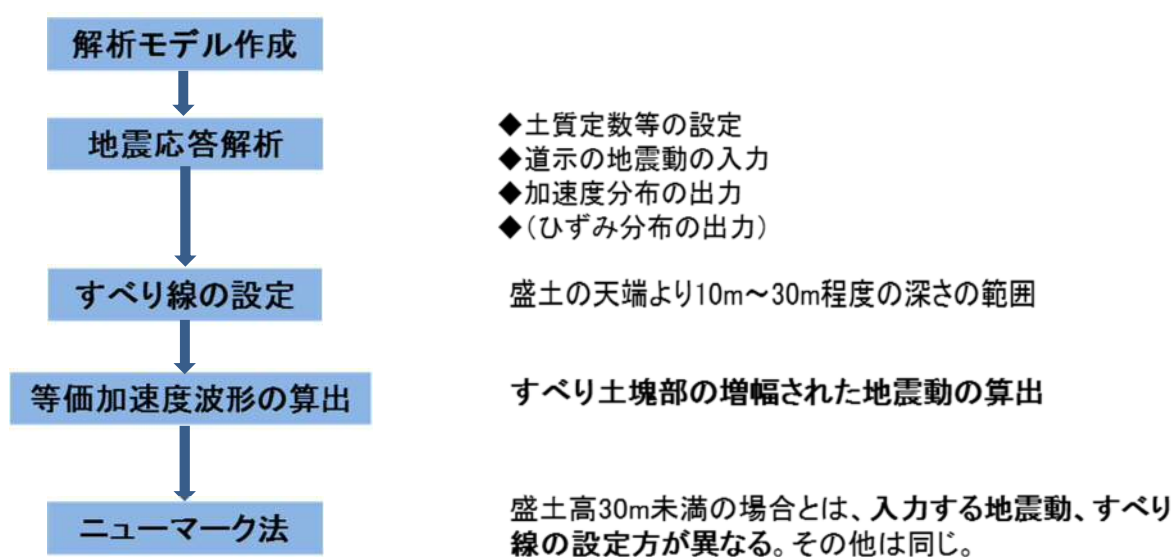 解析モデル作成
地震応答解析
◆土質定数等の設定
◆道示の地震動の入力
◆加速度分布の出力
◆(ひずみ分布の出力)
すべり線の設定
盛土の天端より10m~30m程度の深さの範囲
等価加速度波形の算出
すべり土塊部の増幅された地震動の算出
ニューマーク法
盛土高30m未満の場合とは、入力する地震動、すべり
線の設定方が異なる。その他は同じ。